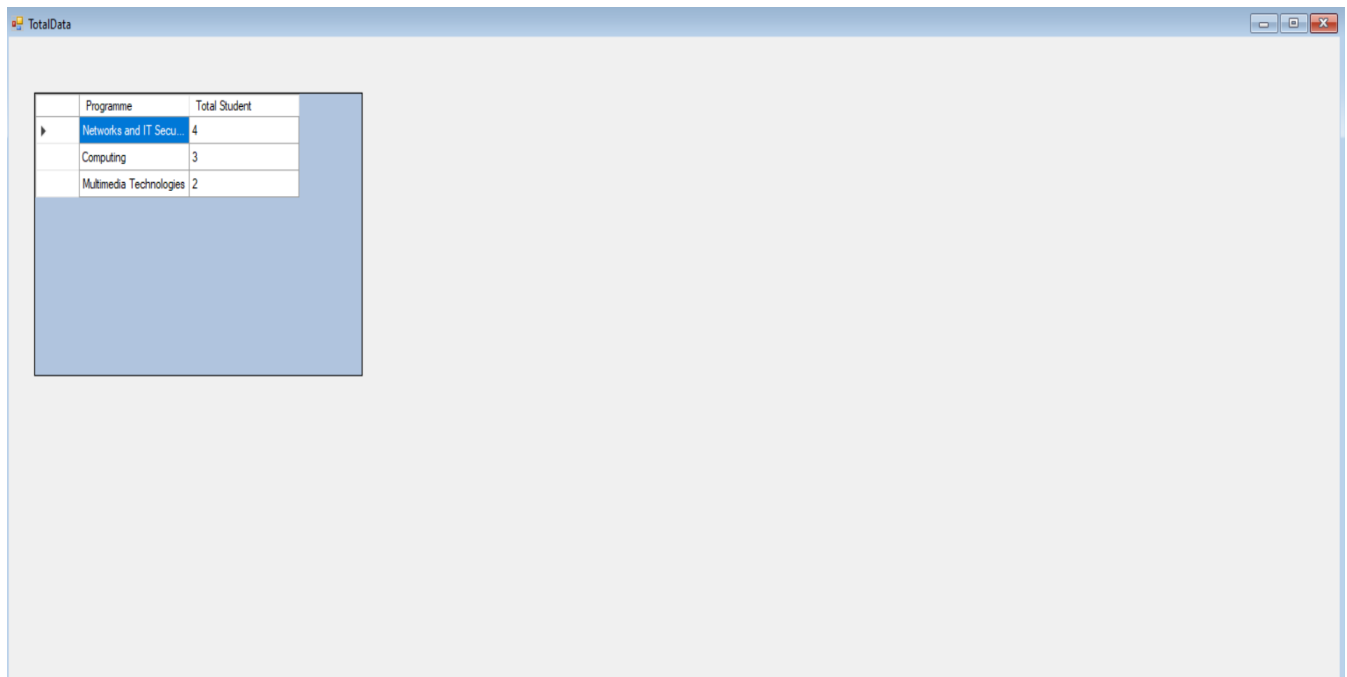 TotalData
Programme Total Student
Networks and IT Secu... 4
Computing 3
Multimedia Technologies 2